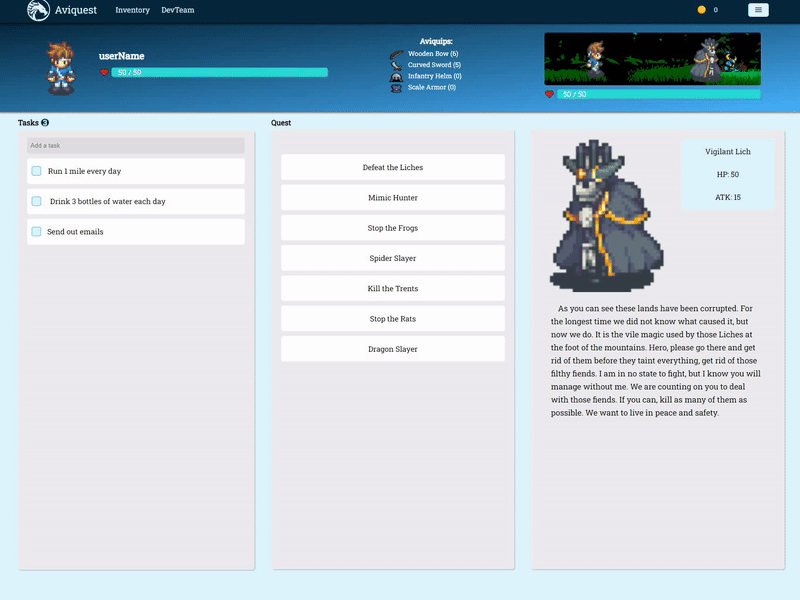 Aviquest Inventory DevTeam 0
userName
50 / 50
Aviquips:
Wooden Bow (6)
Curved Sword (5)
Infantry Helm (0)
Scale Armor (0)
50 / 50
Tasks 3
Add a task
Run 1 mile every day
Drink 3 bottles of water each day
Send out emails
Quest
Defeat the Liches
Mimic Hunter
Stop the Frogs
Spider Slayer
Kill the Trents
Stop the Rats
Dragon Slayer
Vigilant Lich
HP: 50
ATK: 15
As you can see these lands have been corrupted. For
the longest time we did not know what caused it, but
now we do. It is the vile magic used by those Liches at
the foot of the mountains. Hero, please go there and get
rid of them before they taint everything, get rid of those
filthy fiends. I am in no state to fight, but I know you will
manage without me. We are counting on you to deal
with those fiends. If you can, kill as many of them as
possible. We want to live in peace and safety.